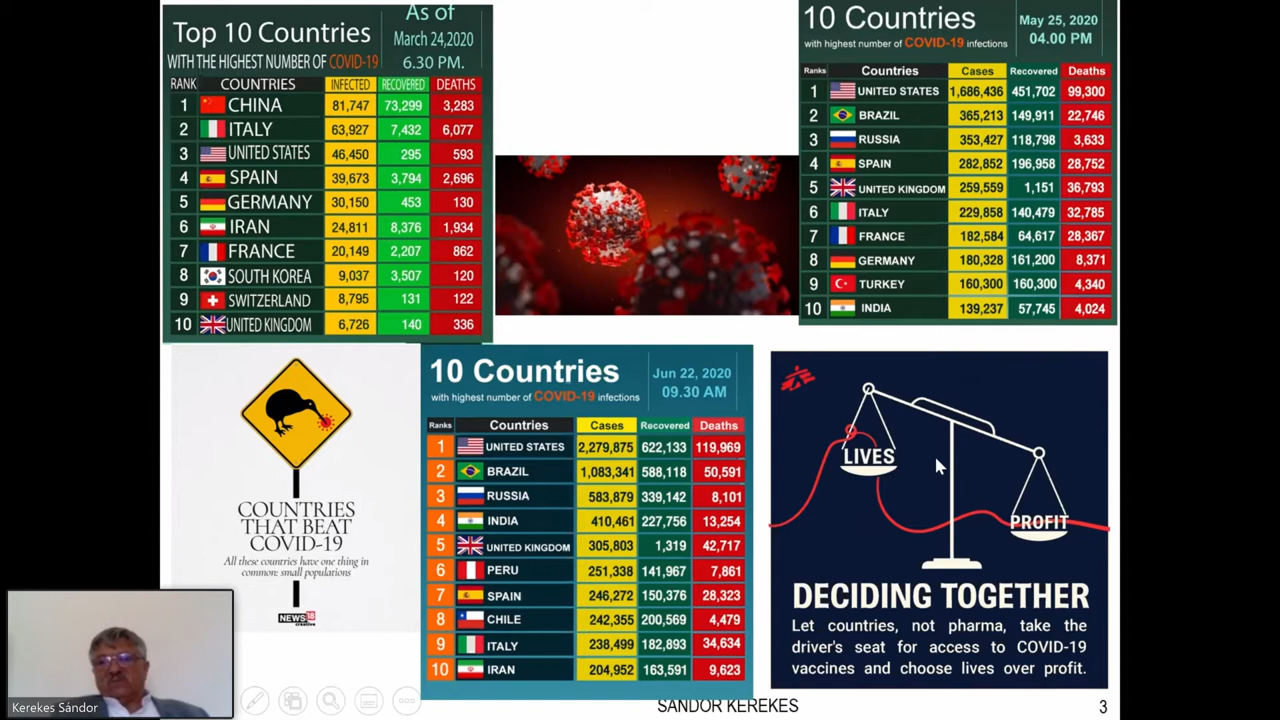 Top 10 Countries
WITH THE HIGHEST NUMBER OF COVID-19
As of
March 24,2020
6.30 PM.
RANK COUNTRIES INFECTED RECOVERED DEATHS
1 CHINA 81,747 73,299 3,283
2 ITALY 63,927 7,432 6,077
3 UNITED STATES 46,450 295 593
4 SPAIN 39,673 3,794 2,696
5 GERMANY 30,150 453 130
6 IRAN 24,811 8,376 1,934
7 FRANCE 20,149 2,207 862
8 SOUTH KOREA 9,037 3,507 120
9 SWITZERLAND 8,795 131 122
10 UNITED KINGDOM 6,726 140 336
10 Countries
with highest number of COVID-19 infections
May 25, 2020
04.00 PM
Ranks Countries Cases Recovered Deaths
1 UNITED STATES 1,686,436 451,702 99,300
2 BRAZIL 365,213 149,911 22,746
3 RUSSIA 353,427 118,798 3,633
4 SPAIN 282,852 196,958 28,752
5 UNITED KINGDOM 259,559 1,151 36,793
6 ITALY 229,858 140,479 32,785
7 FRANCE 182,584 64,617 28,367
8 GERMANY 180,328 161,200 8,371
9 TURKEY 160,300 160,300 4,340
10 INDIA 139,237 57,745 4,024
COUNTRIES
THAT BEAT
COVID-19
All these countries have one thing in
common: small populations
NEWS18
creative
10 Countries
with highest number of COVID-19 infections
Jun 22, 2020
09.30 AM
Ranks Countries Cases Recovered Deaths
1 UNITED STATES 2,279,875 622,133 119,969
2 BRAZIL 1,083,341 588,118 50,591
3 RUSSIA 583,879 339,142 8,101
4 INDIA 410,461 227,756 13,254
5 UNITED KINGDOM 305,803 1,319 42,717
6 PERU 251,338 141,967 7,861
7 SPAIN 246,272 150,376 28,323
8 CHILE 242,355 200,569 4,479
9 ITALY 238,499 182,893 34,634
10 IRAN 204,952 163,591 9,623
LIVES
PROFIT
DECIDING TOGETHER
Let countries, not pharma, take the
driver's seat for access to COVID-19
vaccines and choose lives over profit.
Kerekes Sándor
SÁNDOR KEREKES
3